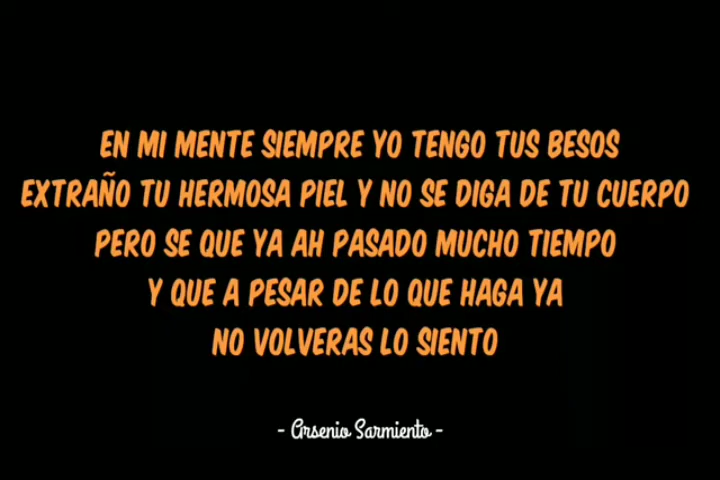 EN MI MENTE SIEMPRE YO TENGO TUS BESOS
EXTRAÑO TU HERMOSA PIEL Y NO SE DIGA DE TU CUERPO
PERO SE QUE YA AH PASADO MUCHO TIEMPO
Y QUE A PESAR DE LO QUE HAGA YA
NO VOLVERAS LO SIENTO
- Arsenio Sarmiento -